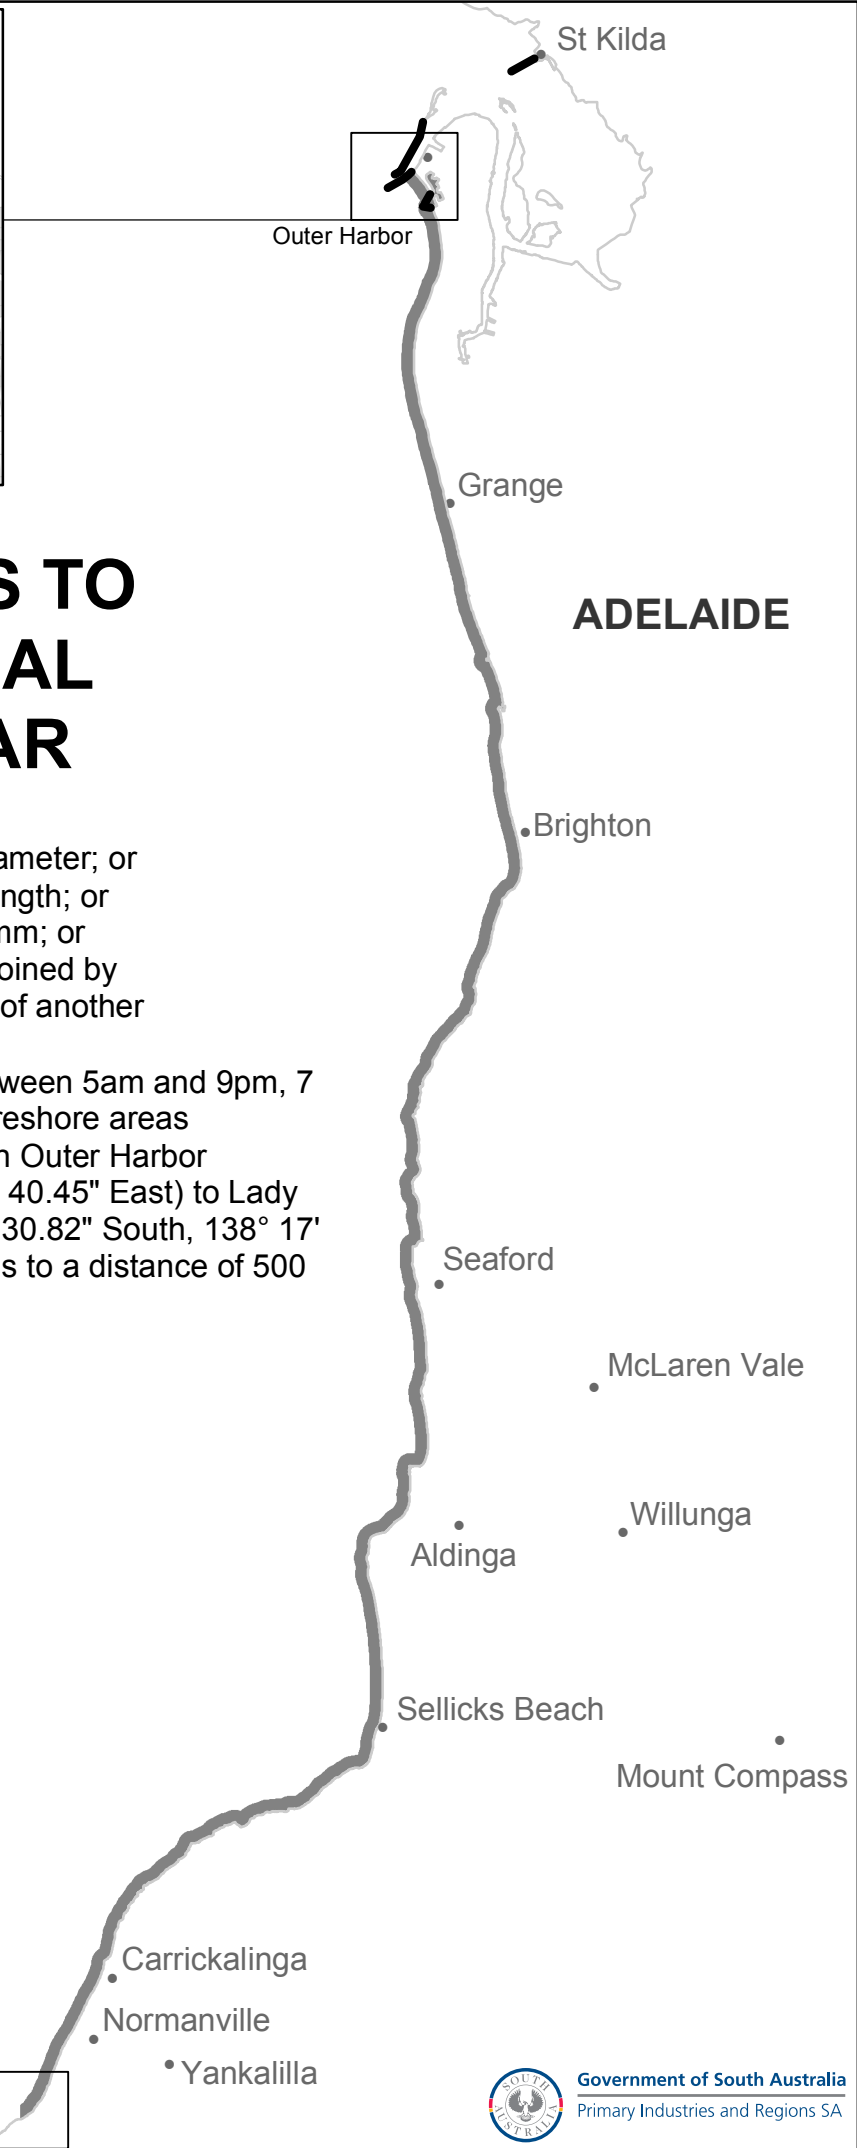 St Kilda
Outer Harbor
Grange
S TO
ADELAIDE
AL
AR
Brighton
ameter; or
ngth; or
mm; or
oined by
of another
ween 5am and 9pm, 7
reshore areas
n Outer Harbor
40.45" East) to Lady
30.82" South, 138° 17'
s to a distance of 500
Seaford
McLaren Vale
Willunga
Aldinga
Sellicks Beach
Mount Compass
Carrickalinga
Normanville
Yankalilla
SOUTH
AUSTRALIA
Government of South Australia
Primary Industries and Regions SA